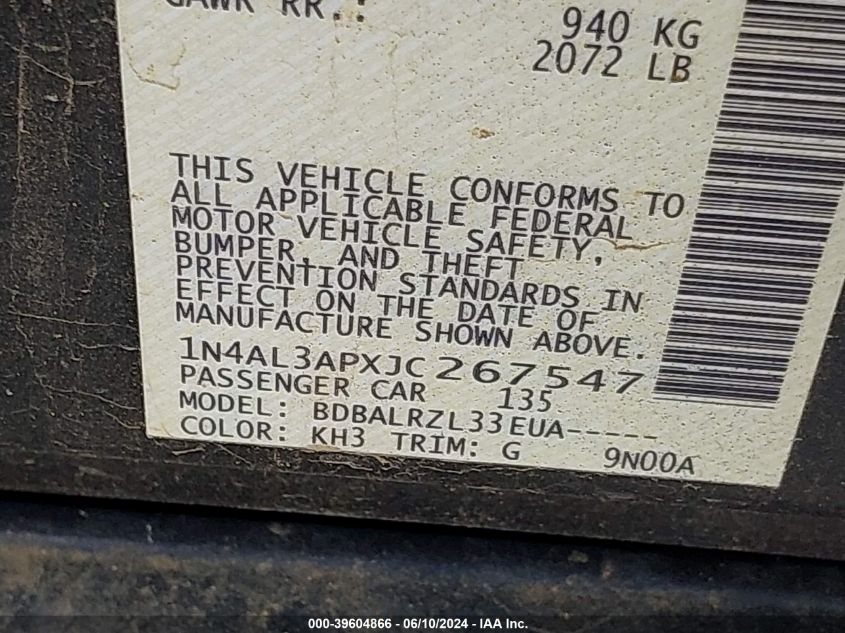 GAWR RR.:
940 KG
2072 LB
THIS VEHICLE CONFORMS TO
ALL APPLICABLE FEDERAL
MOTOR VEHICLE SAFETY,
BUMPER, AND THEFT
PREVENTION STANDARDS IN
EFFECT ON THE DATE OF
MANUFACTURE SHOWN ABOVE.
1N4AL3APXJC267547
PASSENGER CAR 135
MODEL: BDBALRZL33EUA-----
COLOR: KH3 TRIM: G 9N00A
000-39604866 - 06/10/2024 - IAA Inc.